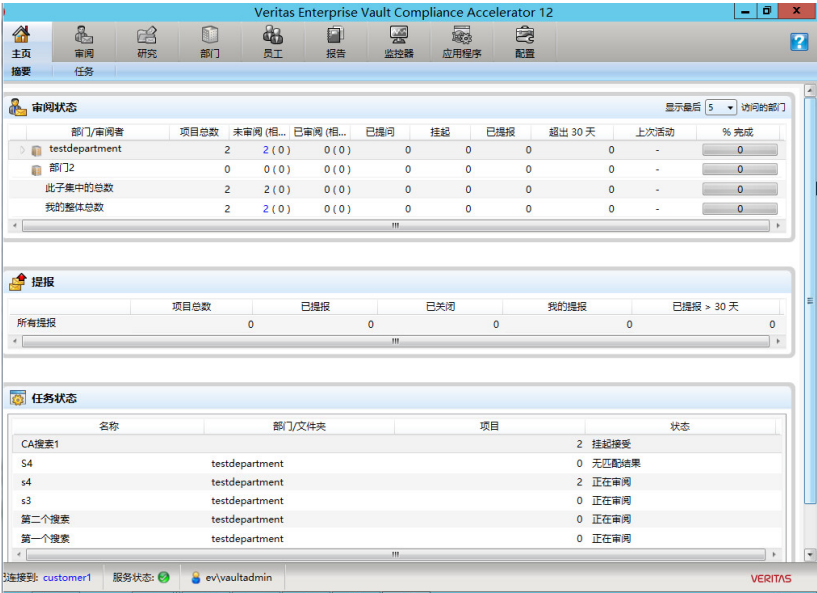 Veritas Enterprise Vault Compliance Accelerator 12
主页 审阅 研究 部门 员工 报告 监控器 应用程序 配置
摘要 任务
审阅状态 显示最后 5 访问的部门
部门/审阅者 项目总数 未审阅 (相... 已审阅 (相... 已提问 挂起 已提报 超出 30 天 上次活动 % 完成
testdepartment 2 2 ( 0 ) 0 ( 0 ) 0 0 0 0 - 0
部门2 0 0 ( 0 ) 0 ( 0 ) 0 0 0 0 - 0
此子集中的总数 2 2 ( 0 ) 0 ( 0 ) 0 0 0 0 - 0
我的整体总数 2 2 ( 0 ) 0 ( 0 ) 0 0 0 0 - 0
提报
项目总数 已提报 已关闭 我的提报 已提报 > 30 天
所有提报 0 0 0 0 0
任务状态
名称 部门/文件夹 项目 状态
CA搜索1 2 挂起接受
S4 testdepartment 0 无匹配结果
s4 testdepartment 2 正在审阅
s3 testdepartment 0 正在审阅
第二个搜索 testdepartment 0 正在审阅
第一个搜索 testdepartment 0 正在审阅
连接到: customer1 服务状态: ev\vaultadmin VERITAS